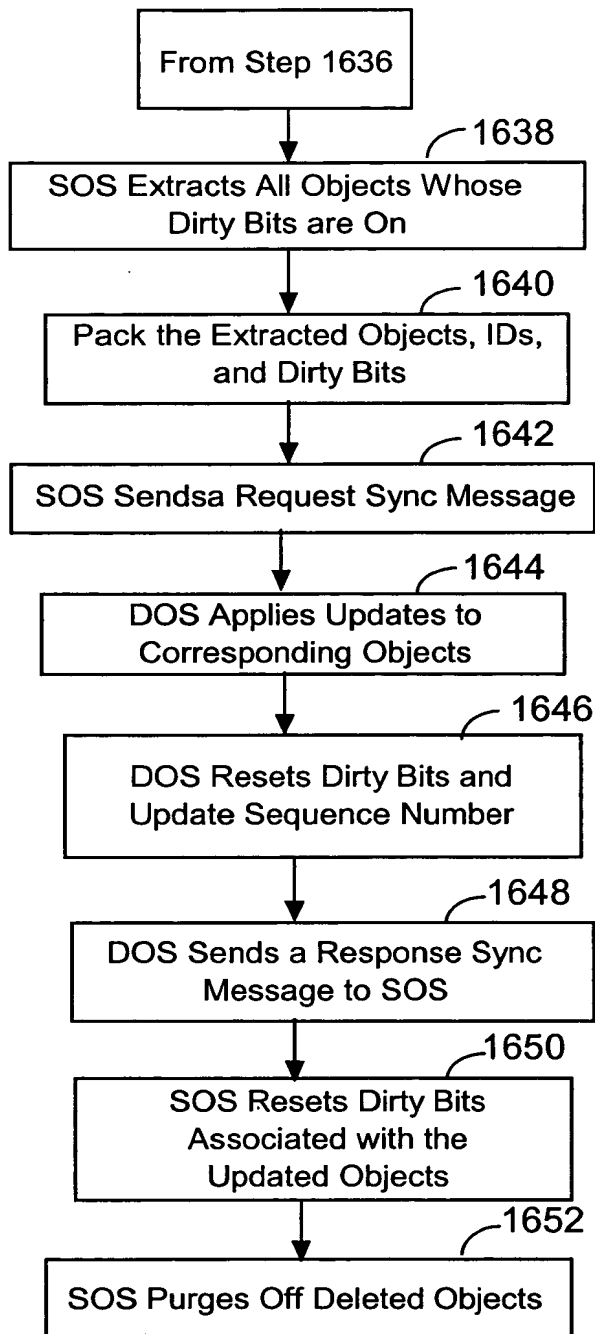 From Step 1636
1638
SOS Extracts All Objects Whose
Dirty Bits are On
1640
Pack the Extracted Objects, IDs,
and Dirty Bits
1642
SOS Sendsa Request Sync Message
1644
DOS Applies Updates to
Corresponding Objects
1646
DOS Resets Dirty Bits and
Update Sequence Number
1648
DOS Sends a Response Sync
Message to SOS
1650
SOS Resets Dirty Bits
Associated with the
Updated Objects
1652
SOS Purges Off Deleted Objects